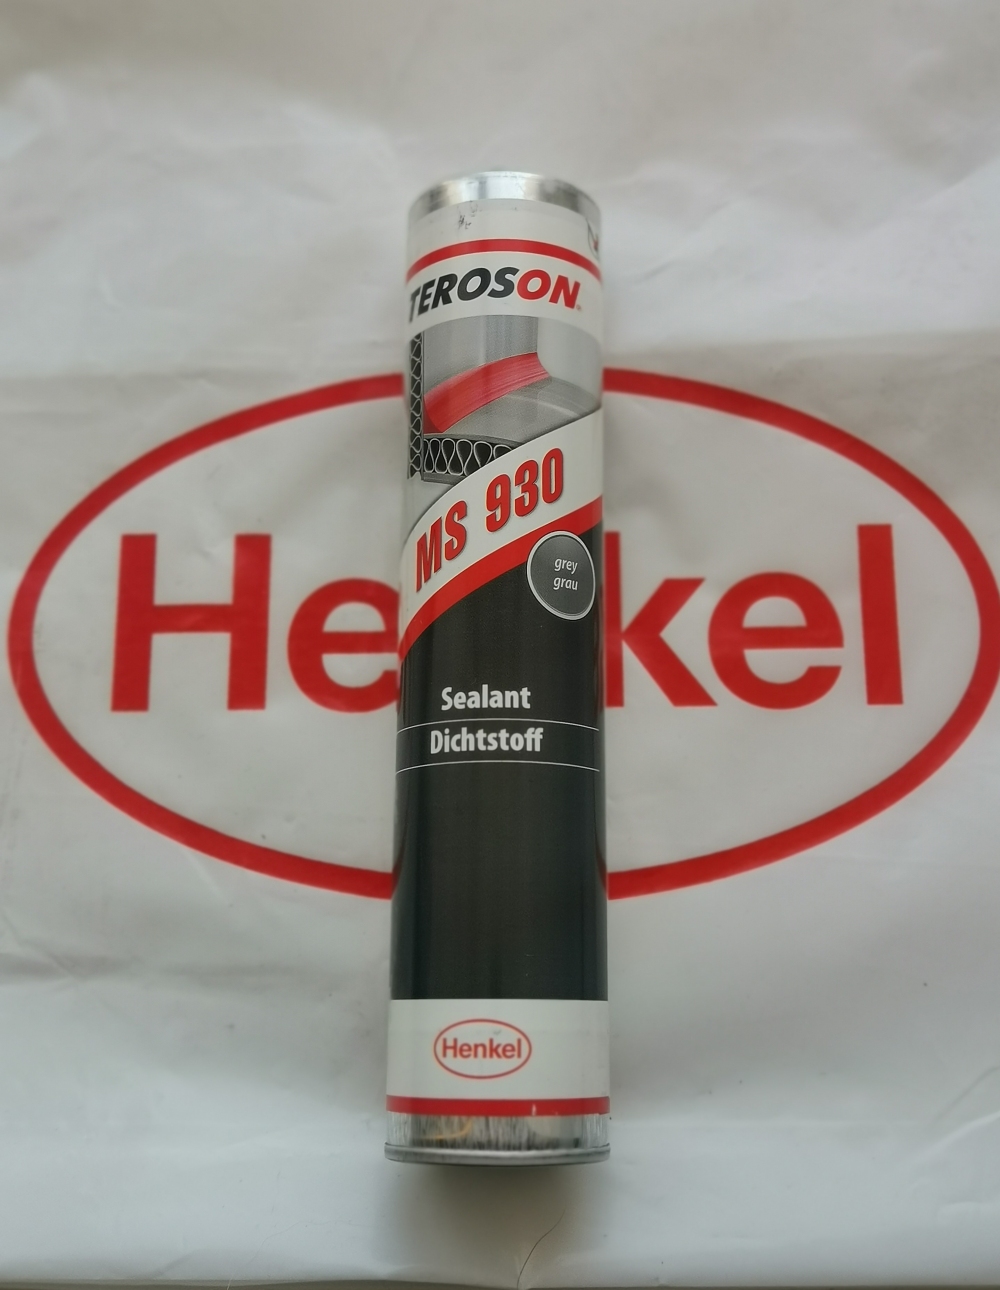 TEROSON®
MS 930
grey
grau
Sealant
Dichtstoff
Henkel
Henkel